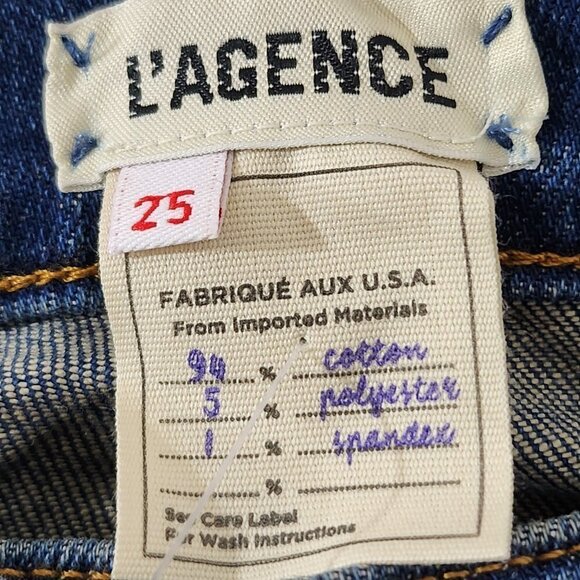 L'AGENCE
25
FABRIQUÉ AUX U.S.A.
From Imported Materials
94 % cotton
5 % polyester
1 % spandex
%
See Care Label
For Wash Instructions